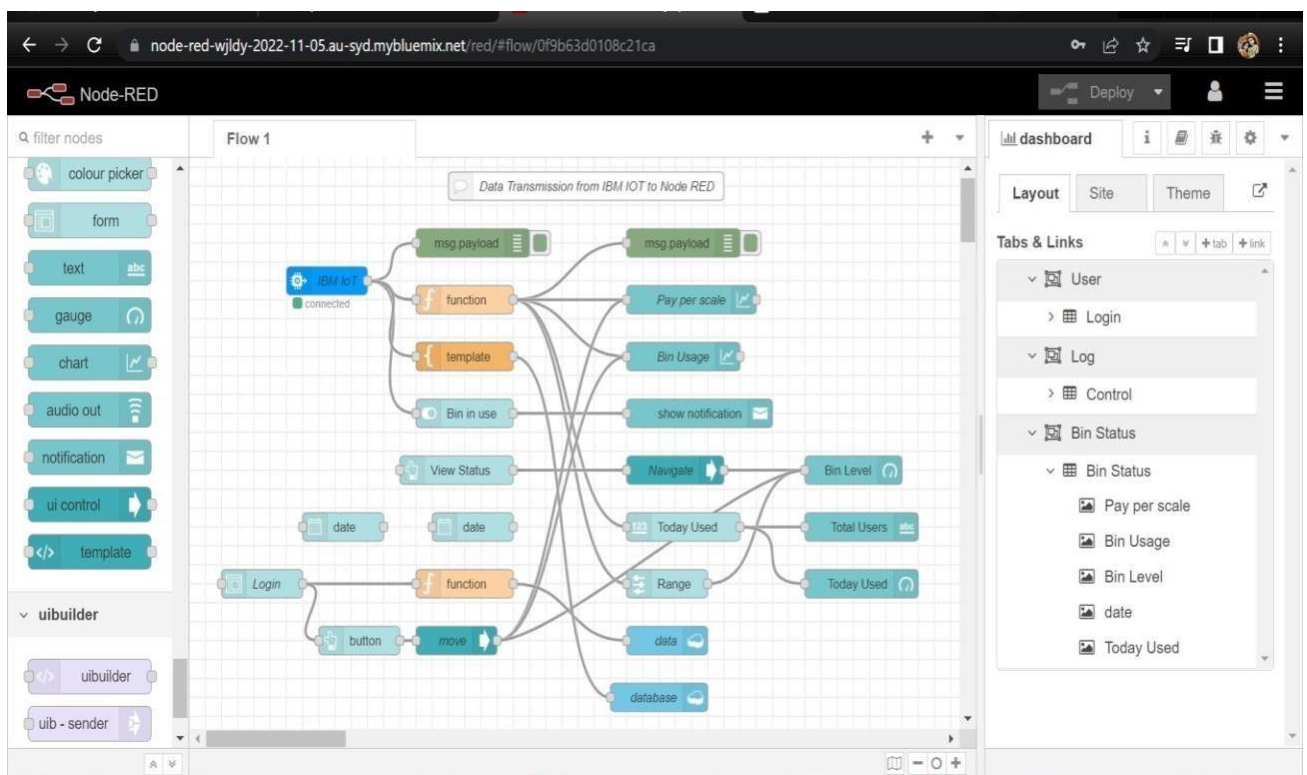 node-red-wjldy-2022-11-05.au-syd.mybluemix.net/red/#flow/0f9b63d0108c21ca
Node-RED
Deploy
filter nodes
Flow 1
dashboard
i
colour picker
form
text
abc
gauge
chart
audio out
notification
ui control
</> template
uibuilder
</> uibuilder
uib - sender
Data Transmission from IBM IOT to Node RED
msg.payload
msg.payload
IBM IoT
connected
f function
Pay per scale
{ template
Bin Usage
Bin in use
show notification
View Status
Navigate
Bin Level
date
date
123 Today Used
Total Users abc
Login
f function
Range
Today Used
button
move
data
database
Layout
Site
Theme
Tabs & Links
+ tab
+ link
User
Login
Log
Control
Bin Status
Bin Status
Pay per scale
Bin Usage
Bin Level
date
Today Used